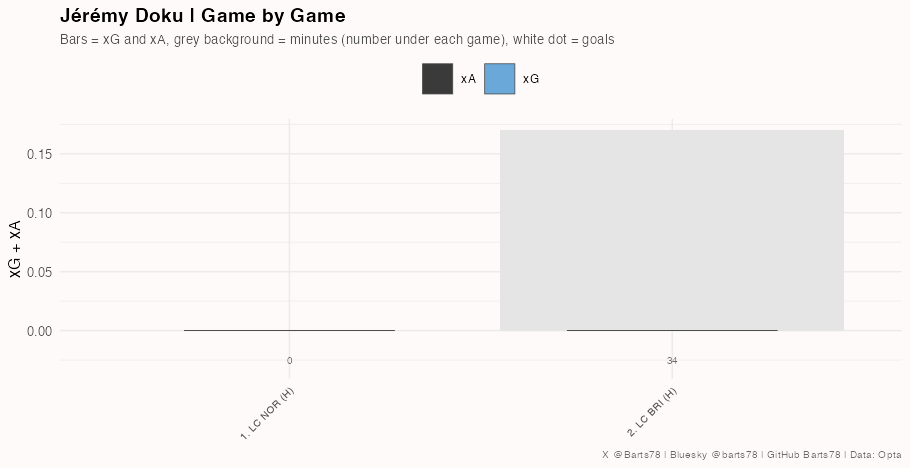 Jérémy Doku | Game by Game
Bars = xG and xA, grey background = minutes (number under each game), white dot = goals
xA xG
xG + xA
0.15
0.10
0.05
0.00
0 34
1. LC NOR (H) 2. LC BRI (H)
X @Barts78 | Bluesky @barts78 | GitHub Barts78 | Data: Opta